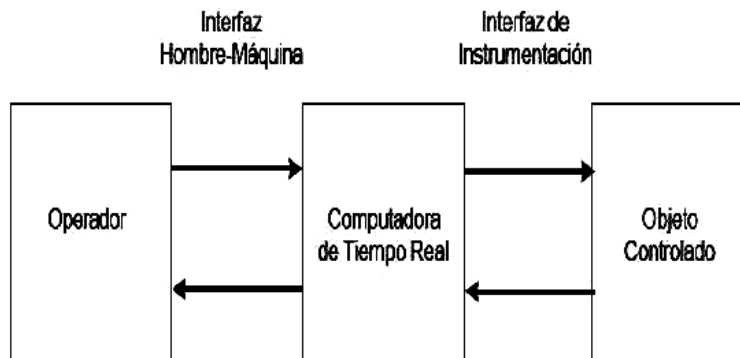 Interfaz
Hombre-Máquina
Interfaz de
Instrumentación
Operador
Computadora
de Tiempo Real
Objeto
Controlado